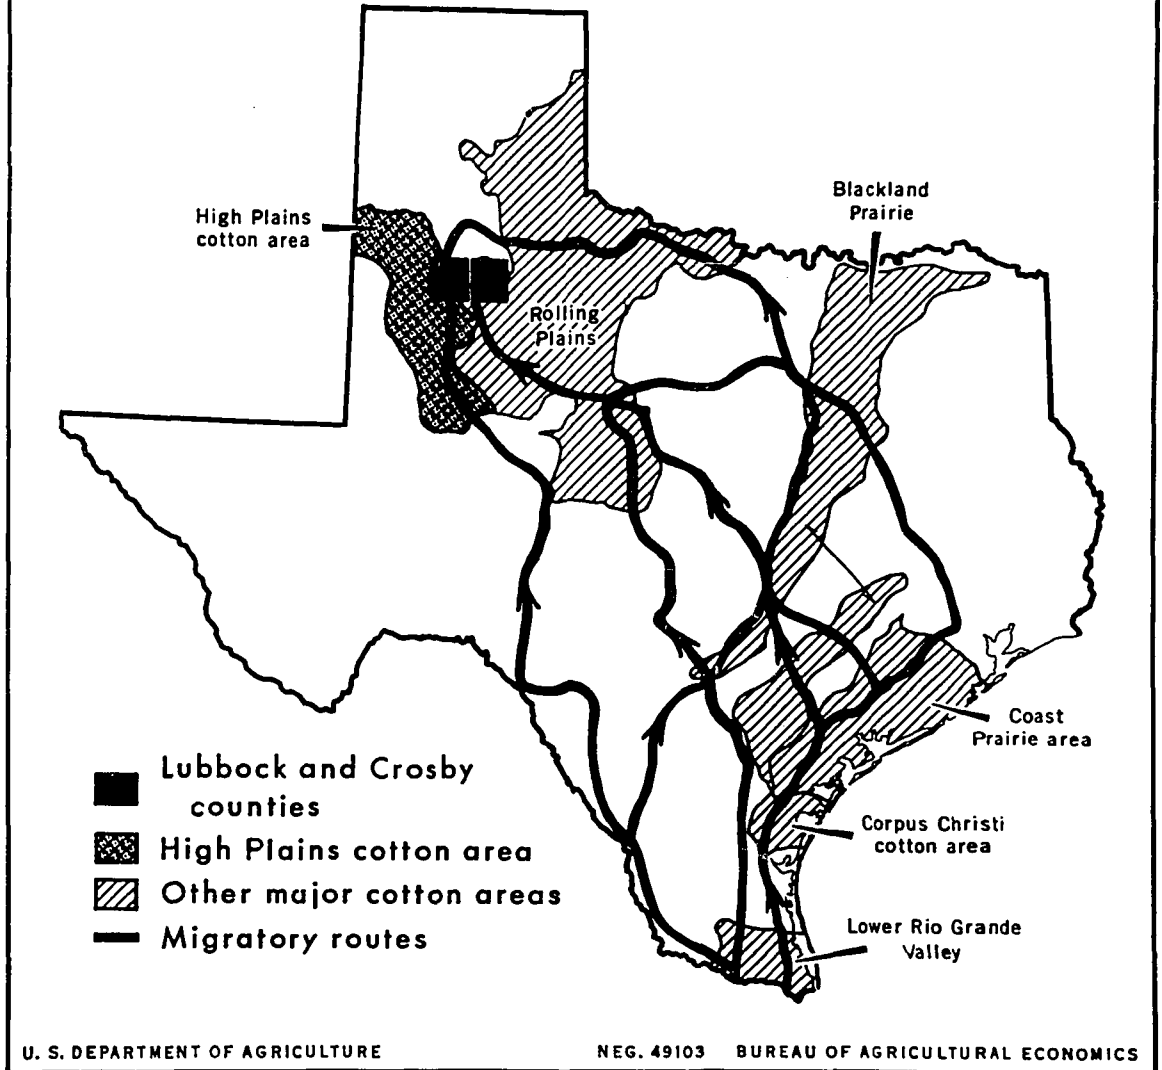 Blackland
Prairie
High Plains
cotton area
Rolling
Plains
Coast
Prairie area
Lubbock and Crosby
counties
High Plains cotton area
Other major cotton areas
Migratory routes
Corpus Christi
cotton area
Lower Rio Grande
Valley
U. S. DEPARTMENT OF AGRICULTURE
NEG. 49103 BUREAU OF AGRICULTURAL ECONOMICS